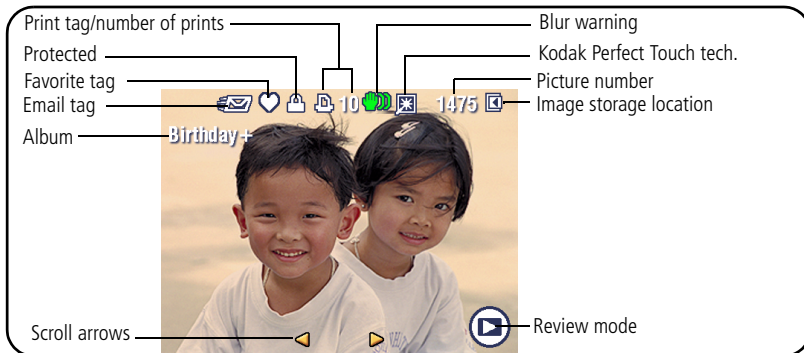 Print tag/number of prints
Protected
Favorite tag
Email tag
Album
Scroll arrows
Blur warning
Kodak Perfect Touch tech.
Picture number
Image storage location
Review mode
10 1475
Birthday+